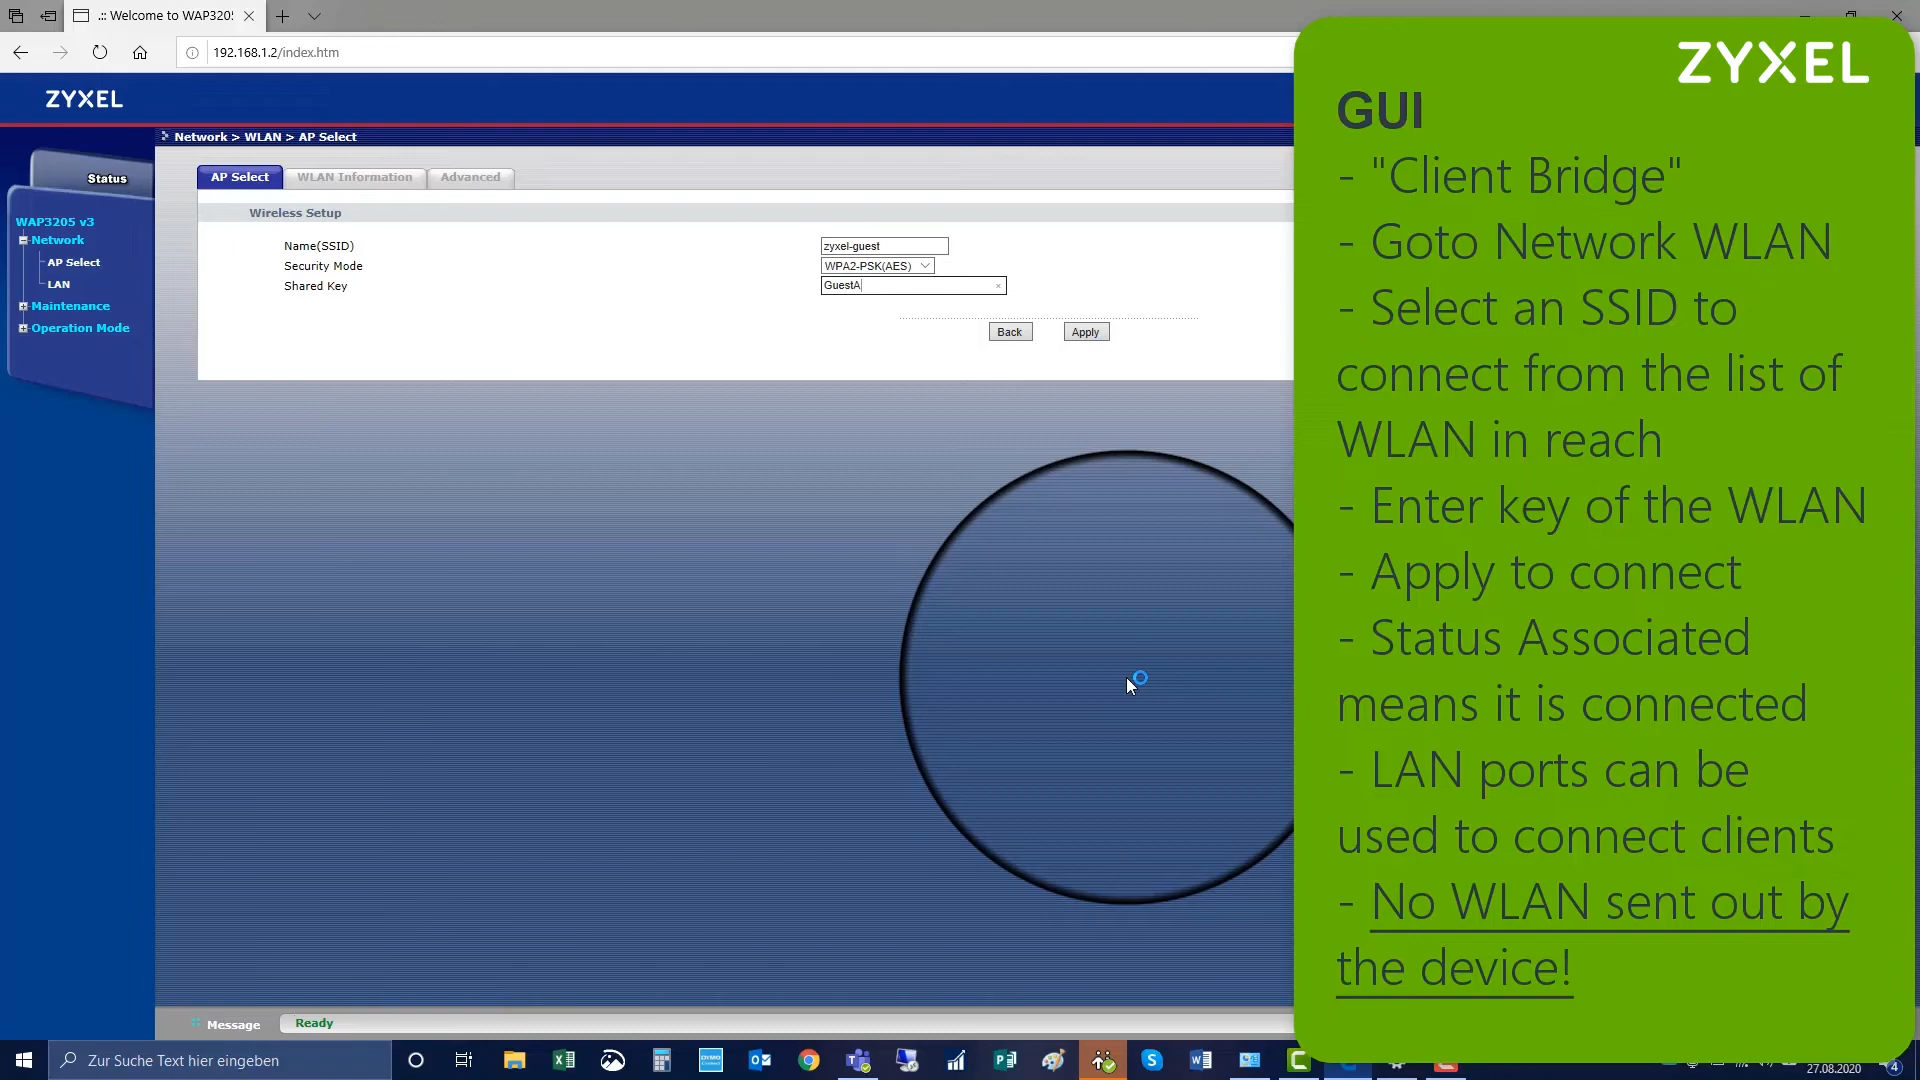 .:: Welcome to WAP3205
192.168.1.2/index.htm
ZYXEL
Network > WLAN > AP Select
Status
WAP3205 v3
Network
AP Select
LAN
Maintenance
Operation Mode
AP Select
WLAN Information
Advanced
Wireless Setup
Name(SSID)
zyxel-guest
Security Mode
WPA2-PSK(AES)
Shared Key
GuestA
Back
Apply
Message
Ready
ZYXEL
GUI
- "Client Bridge"
- Goto Network WLAN
- Select an SSID to
connect from the list of
WLAN in reach
- Enter key of the WLAN
- Apply to connect
- Status Associated
means it is connected
- LAN ports can be
used to connect clients
- No WLAN sent out by
the device!
Zur Suche Text hier eingeben
DYMO
27.08.2020
4